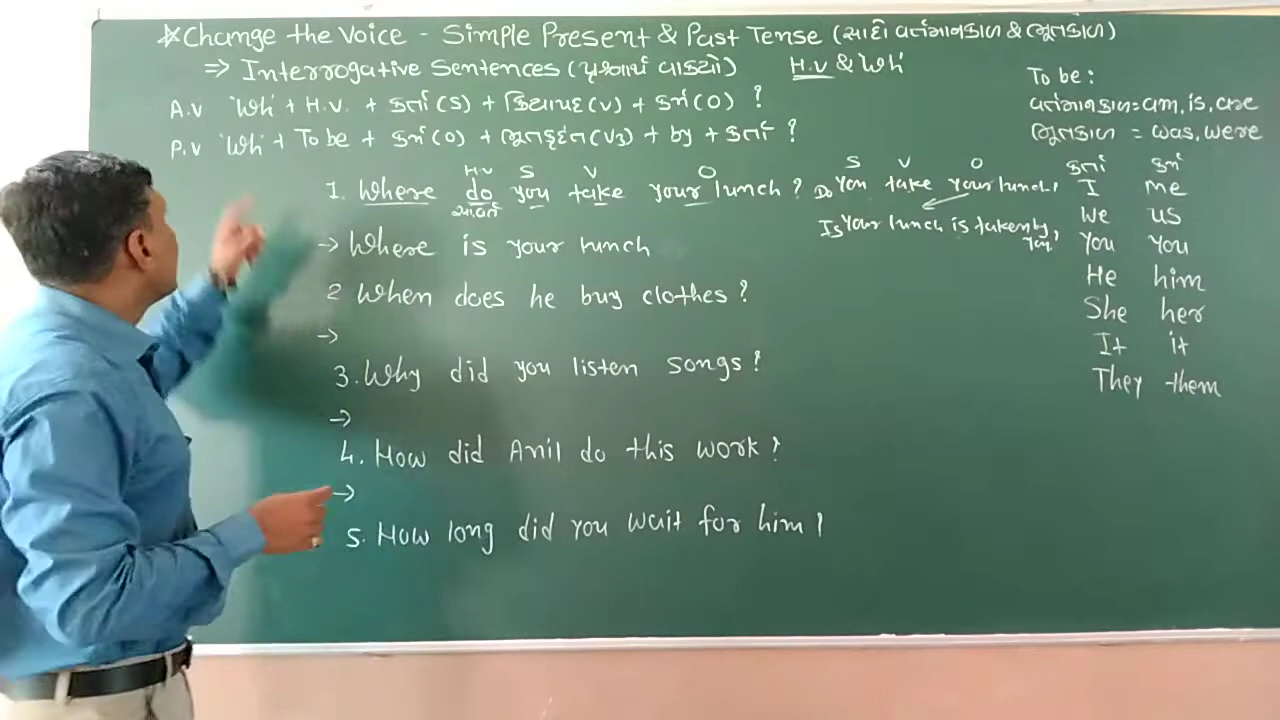 * Change the Voice - Simple Present & Past Tense (સાદો વર્તમાનકાળ & ભૂતકાળ)
⇒ Interrogative Sentences (પ્રશ્નાર્થ વાક્યો) H.V & Wh'
A.V 'Wh' + H.V. + કર્તા (S) + ક્રિયાપદ (V) + કર્મ (O) ?
P.V 'Wh' + To be + કર્મ (O) + ભૂતકૃદંત (V3) + by + કર્તા ?
H.V S V O
1. Where do you take your lunch ?
સાવર્ત
→ Where is your lunch
2 When does he buy clothes ?
→
3. Why did you listen songs ?
→
4. How did Anil do this work ?
→
5. How long did you wait for him ?
S V O
Do You take your lunch.
Is Your lunch is taken by
you.
To be :
વર્તમાનકાળ = am, is, are
ભૂતકાળ = was, were
કર્તા કર્મ
I me
We us
You you
He him
She her
It it
They them